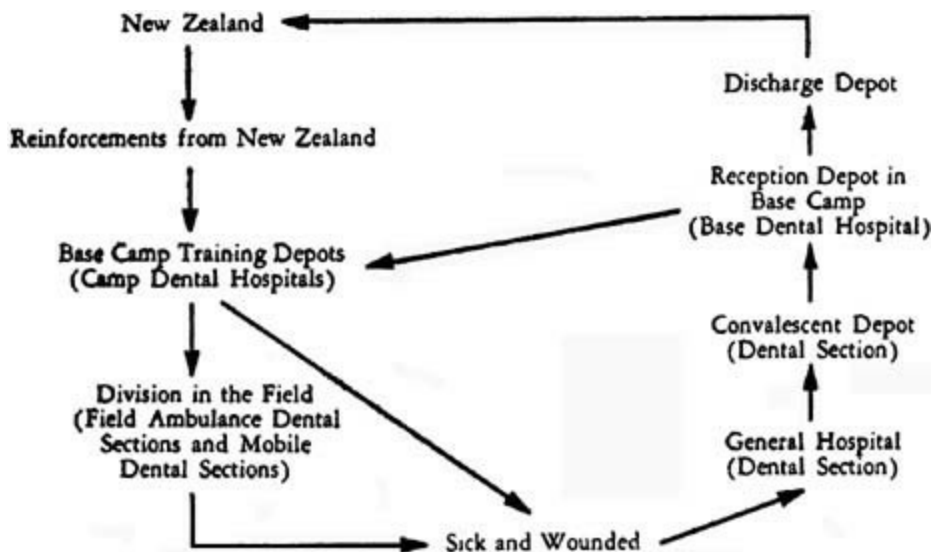 New Zealand
Reinforcements from New Zealand
Base Camp Training Depots
(Camp Dental Hospitals)
Division in the Field
(Field Ambulance Dental
Sections and Mobile
Dental Sections)
Sick and Wounded
General Hospital
(Dental Section)
Convalescent Depot
(Dental Section)
Reception Depot in
Base Camp
(Base Dental Hospital)
Discharge Depot